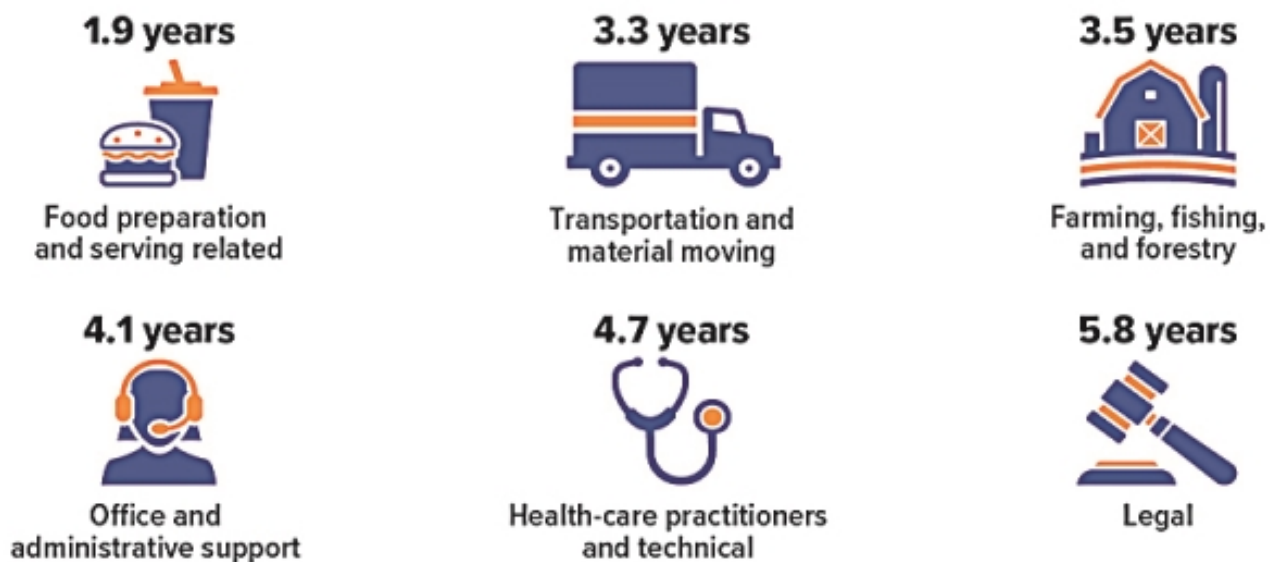 1.9 years
Food preparation
and serving related
3.3 years
Transportation and
material moving
3.5 years
Farming, fishing,
and forestry
4.1 years
Office and
administrative support
4.7 years
Health-care practitioners
and technical
5.8 years
Legal